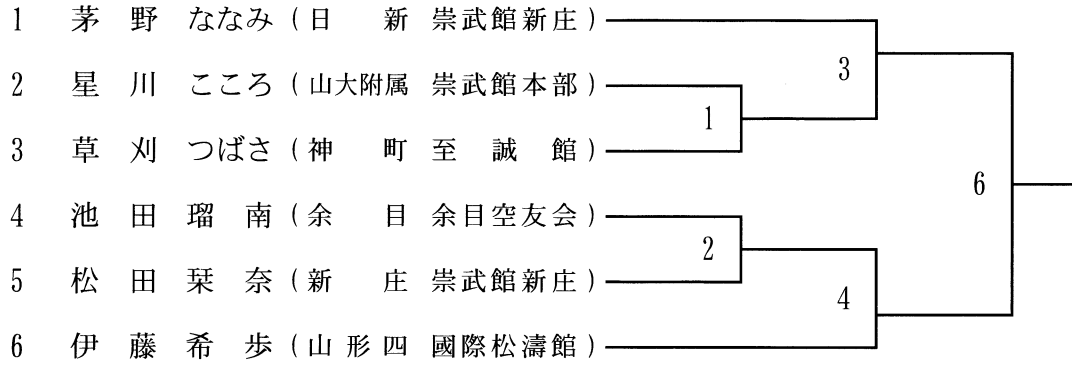 1 茅野 ななみ (日新 崇武館新庄)
2 星川 こころ (山大附属 崇武館本部)
3 草刈 つばさ (神町 至誠館)
4 池田 瑠南 (余目 余目空友会)
5 松田 栞奈 (新庄 崇武館新庄)
6 伊藤 希歩 (山形四 國際松濤館)
3
1
6
2
4